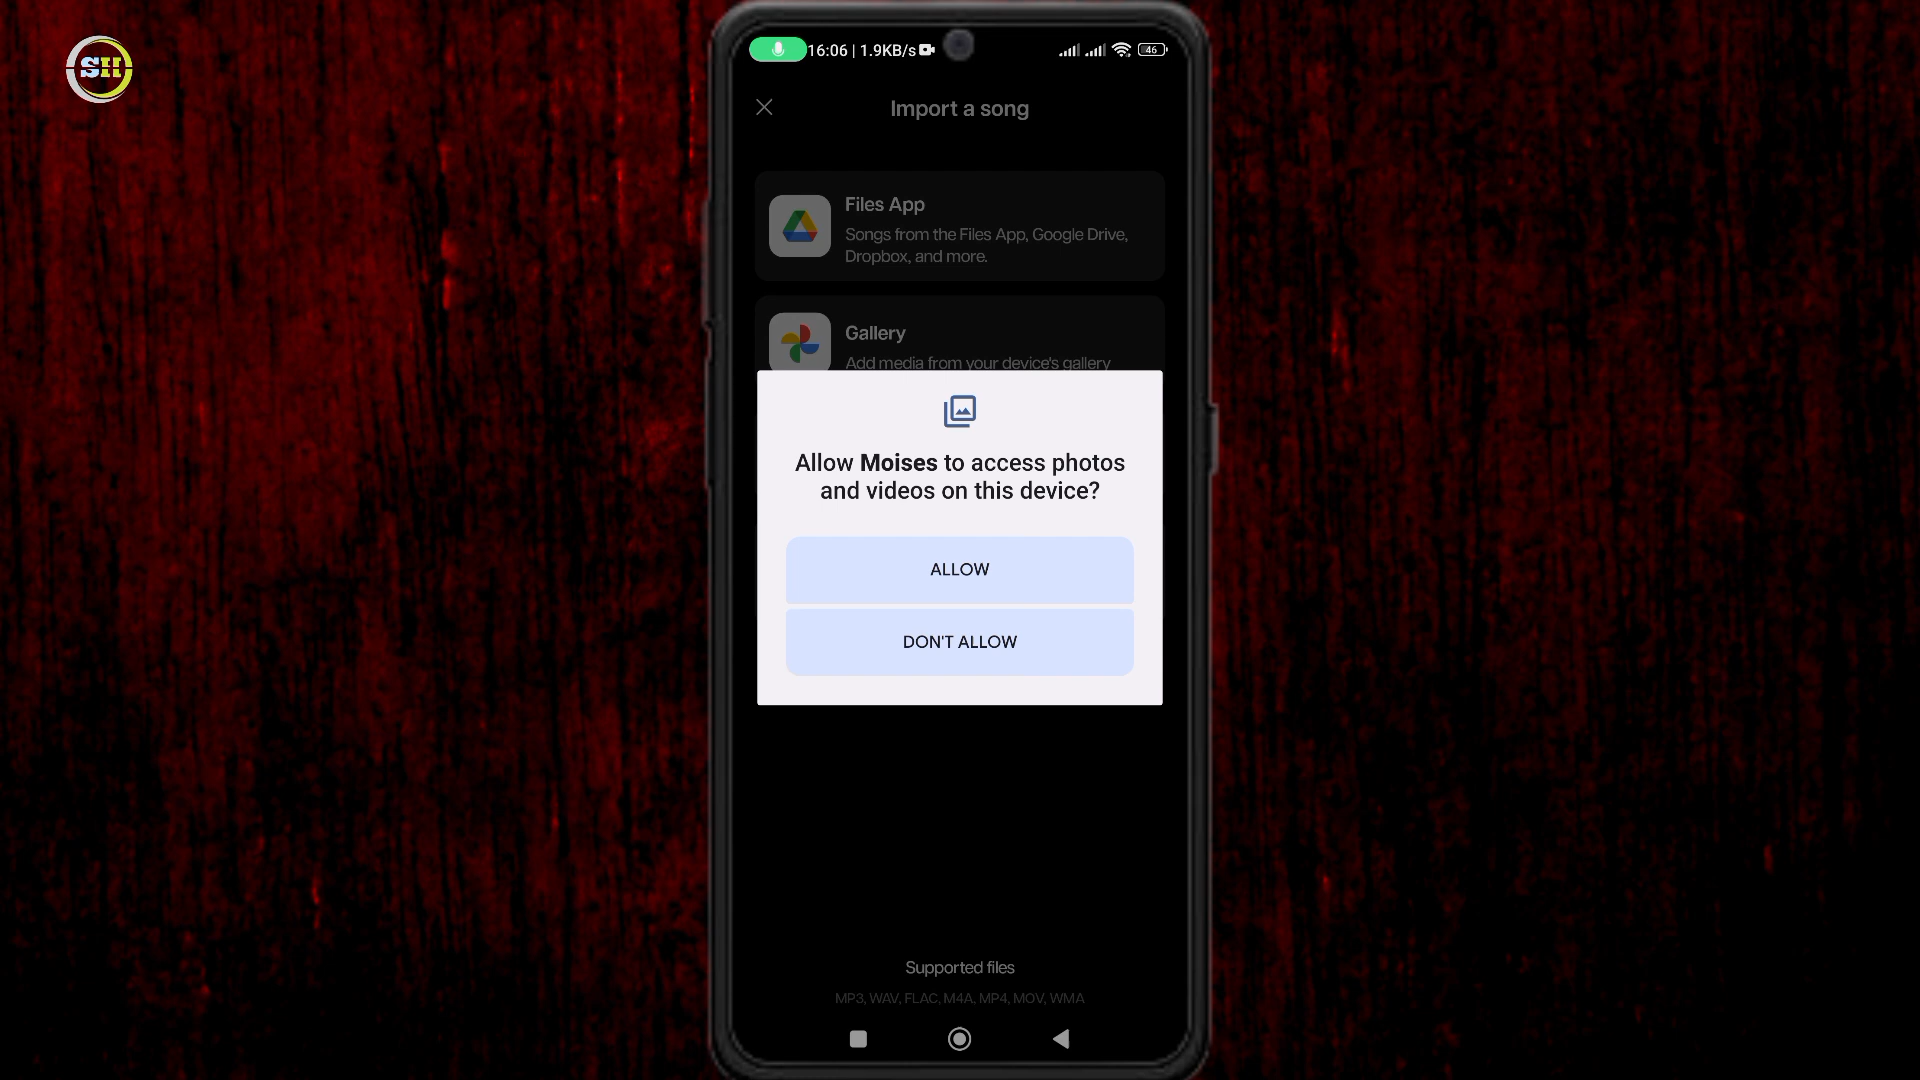 SH
16:06 | 1.9KB/s
46
Import a song
Files App
Songs from the Files App, Google Drive,
Dropbox, and more.
Gallery
Add media from your device's gallery
Allow Moises to access photos
and videos on this device?
ALLOW
DON'T ALLOW
Supported files
MP3, WAV, FLAC, M4A, MP4, MOV, WMA